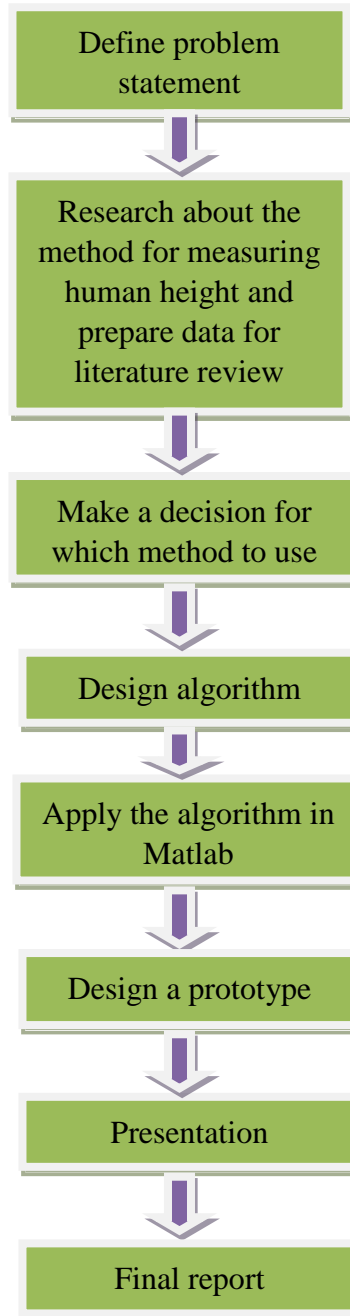 Define problem
statement
Research about the
method for measuring
human height and
prepare data for
literature review
Make a decision for
which method to use
Design algorithm
Apply the algorithm in
Matlab
Design a prototype
Presentation
Final report